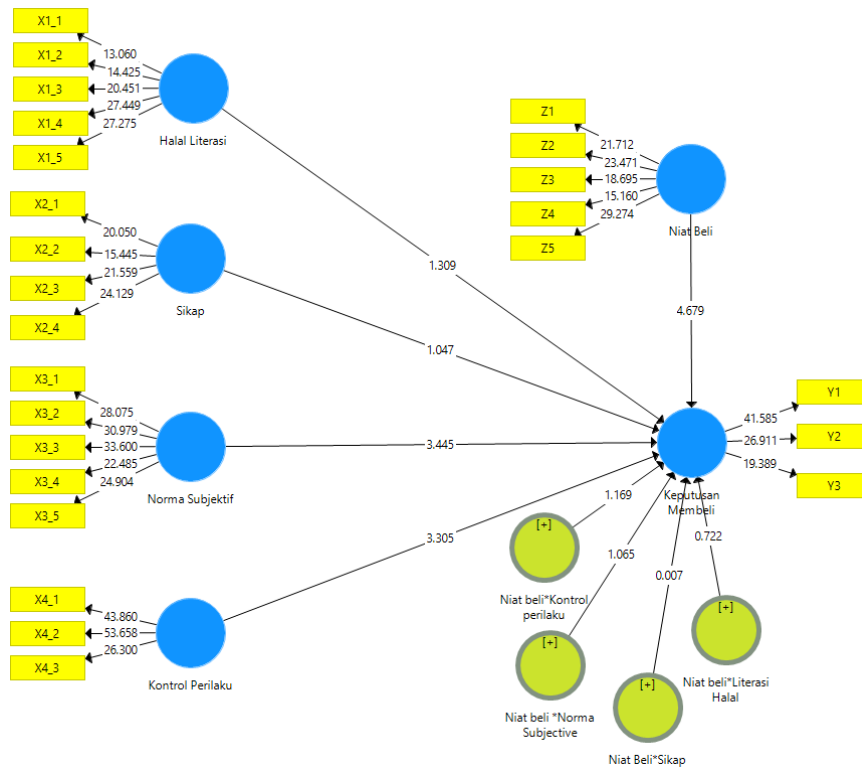 X1_1
X1_2
X1_3
X1_4
X1_5
13.060
14.425
20.451
27.449
27.275
Halal Literasi
X2_1
X2_2
X2_3
X2_4
20.050
15.445
21.559
24.129
Sikap
X3_1
X3_2
X3_3
X3_4
X3_5
28.075
30.979
33.600
22.485
24.904
Norma Subjektif
X4_1
X4_2
X4_3
43.860
53.658
26.300
Kontrol Perilaku
1.309
1.047
3.445
3.305
Z1
Z2
Z3
Z4
Z5
21.712
23.471
18.695
15.160
29.274
Niat Beli
4.679
Keputusan
Membeli
41.585
26.911
19.389
Y1
Y2
Y3
1.169
1.065
0.007
0.722
[+]
Niat beli*Kontrol
perilaku
[+]
Niat beli *Norma
Subjective
[+]
Niat Beli*Sikap
[+]
Niat beli*Literasi
Halal